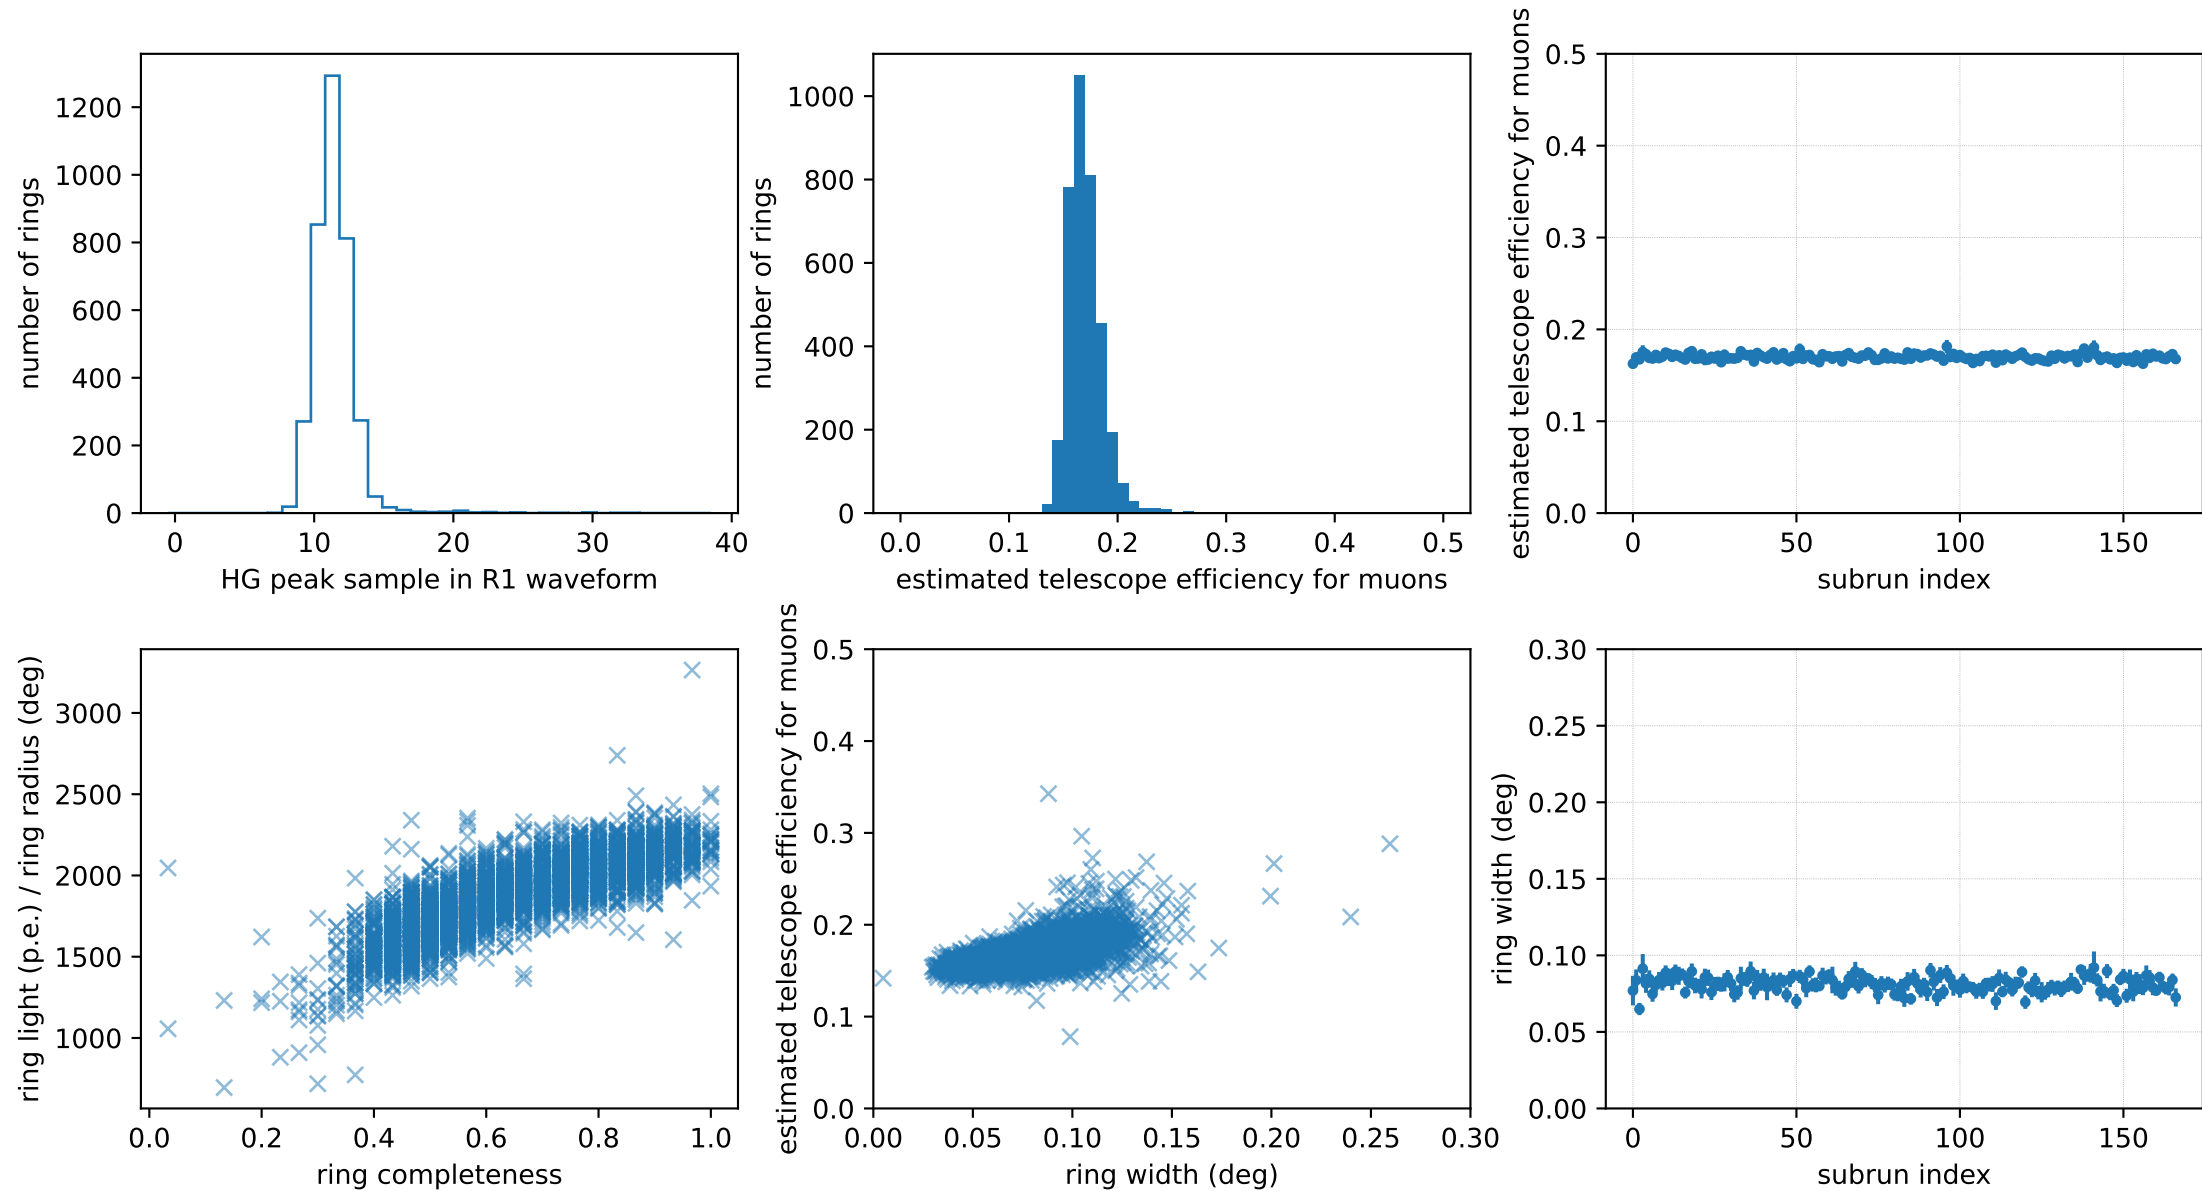 number of rings
1200
1000
800
600
400
200
0
0 10 20 30 40
HG peak sample in R1 waveform
number of rings
1000
800
600
400
200
0
0.0 0.1 0.2 0.3 0.4 0.5
estimated telescope efficiency for muons
estimated telescope efficiency for muons
0.5
0.4
0.3
0.2
0.1
0.0
0 50 100 150
subrun index
ring light (p.e.) / ring radius (deg)
3000
2500
2000
1500
1000
0.0 0.2 0.4 0.6 0.8 1.0
ring completeness
estimated telescope efficiency for muons
0.5
0.4
0.3
0.2
0.1
0.0
0.00 0.05 0.10 0.15 0.20 0.25 0.30
ring width (deg)
ring width (deg)
0.30
0.25
0.20
0.15
0.10
0.05
0.00
0 50 100 150
subrun index